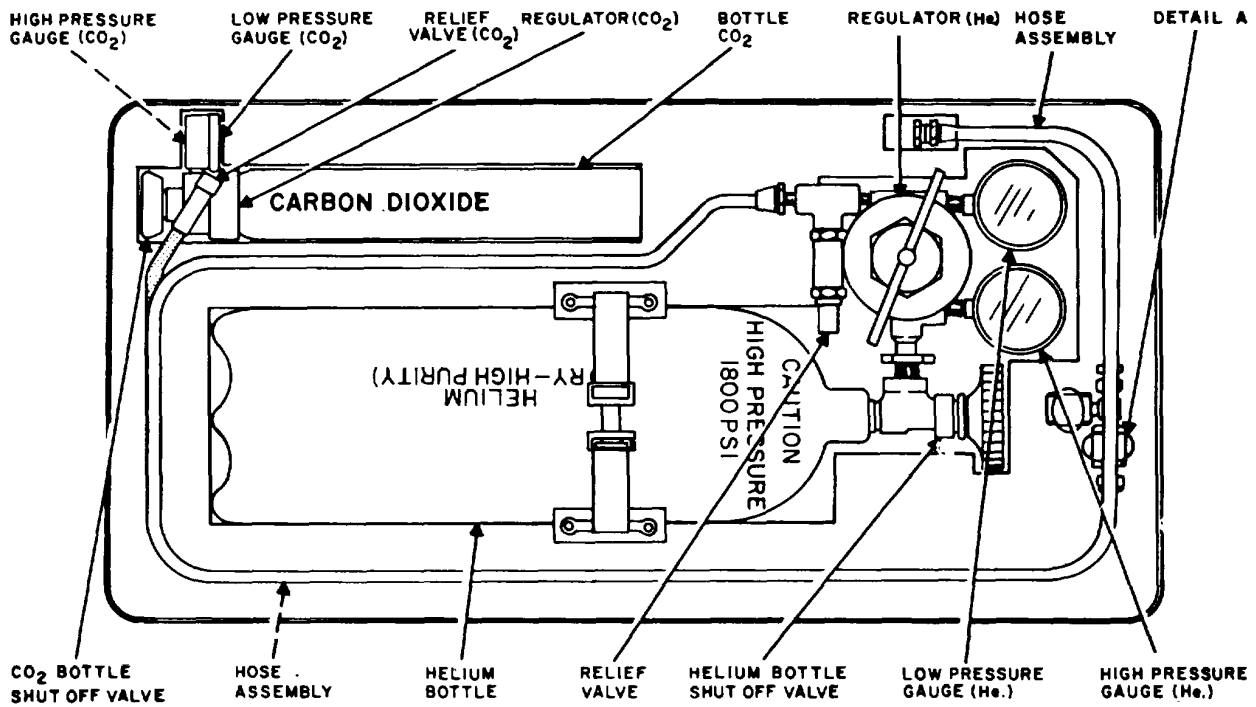 HIGH PRESSURE
GAUGE (CO₂)
LOW PRESSURE
GAUGE (CO₂)
RELIEF
VALVE (CO₂)
REGULATOR (CO₂)
BOTTLE
CO₂
REGULATOR (He)
HOSE
ASSEMBLY
DETAIL A
CARBON DIOXIDE
HELIUM
RY-HIGH PURITY)
CAUTION
HIGH PRESSURE
1800 PSI
CO₂ BOTTLE
SHUT OFF VALVE
HOSE
ASSEMBLY
HELIUM
BOTTLE
RELIEF
VALVE
HELIUM BOTTLE
SHUT OFF VALVE
LOW PRESSURE
GAUGE (He.)
HIGH PRESSURE
GAUGE (He.)